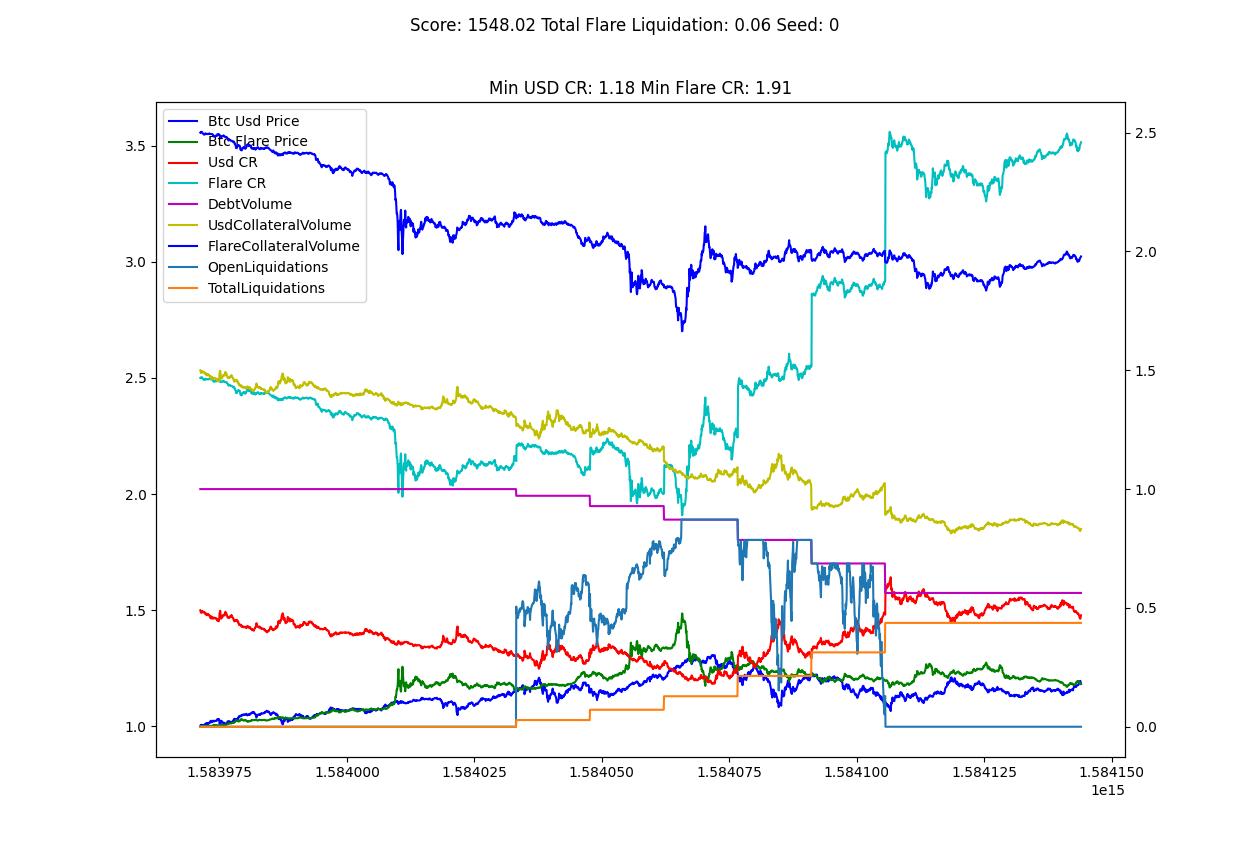 Score: 1548.02 Total Flare Liquidation: 0.06 Seed: 0
Min USD CR: 1.18 Min Flare CR: 1.91
Btc Usd Price
Btc Flare Price
Usd CR
Flare CR
DebtVolume
UsdCollateralVolume
FlareCollateralVolume
OpenLiquidations
TotalLiquidations
3.5
3.0
2.5
2.0
1.5
1.0
2.5
2.0
1.5
1.0
0.5
0.0
1.583975 1.584000 1.584025 1.584050 1.584075 1.584100 1.584125 1.584150
1e15